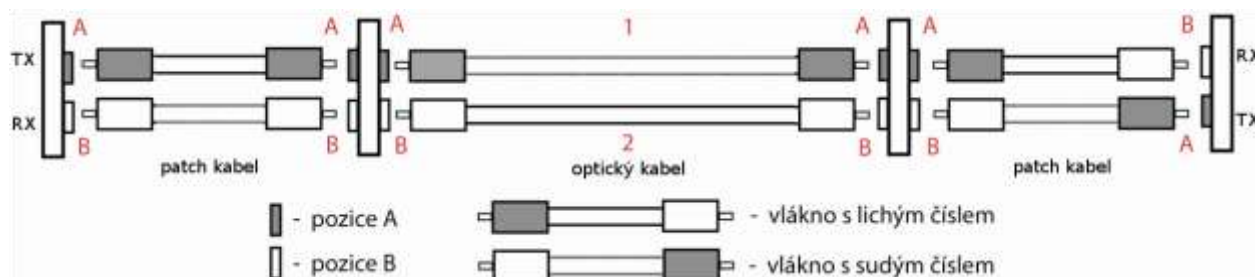 A A A 1 A A B
TX RX
RX TX
B B B 2 B B A
patch kabel optický kabel patch kabel
- pozice A - vlákno s lichým číslem
- pozice B - vlákno s sudým číslem